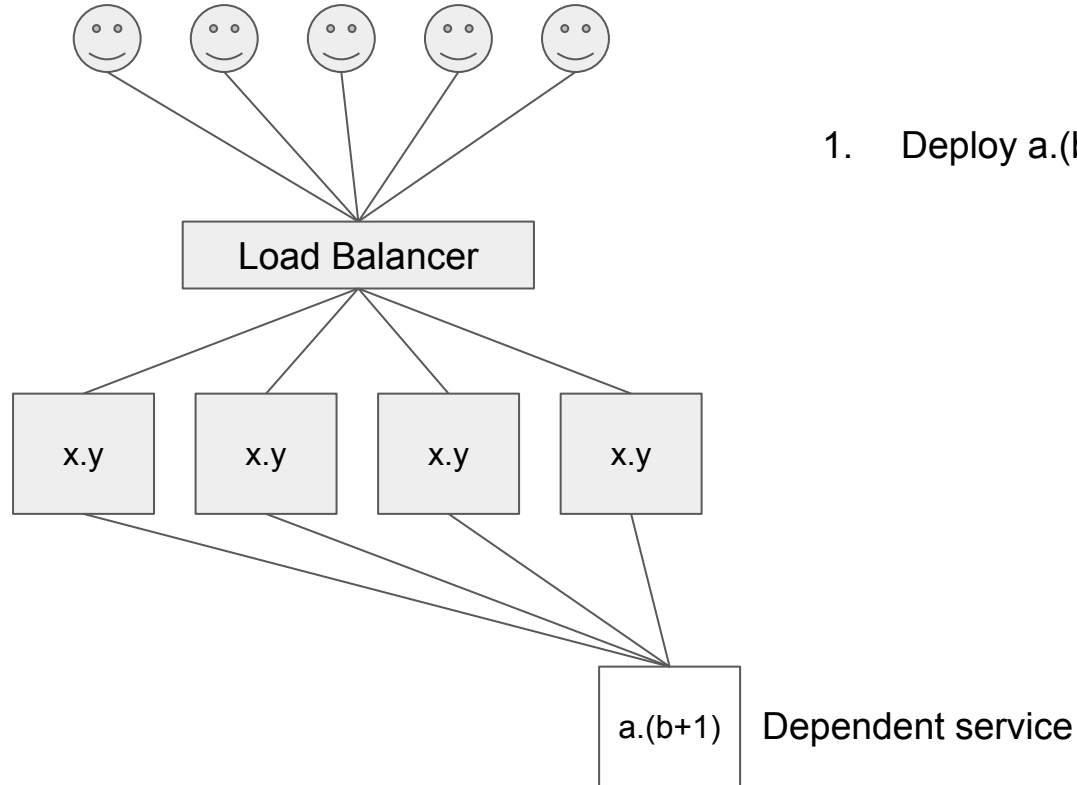 1. Deploy a.(b
Load Balancer
x.y x.y x.y x.y
a.(b+1) Dependent service